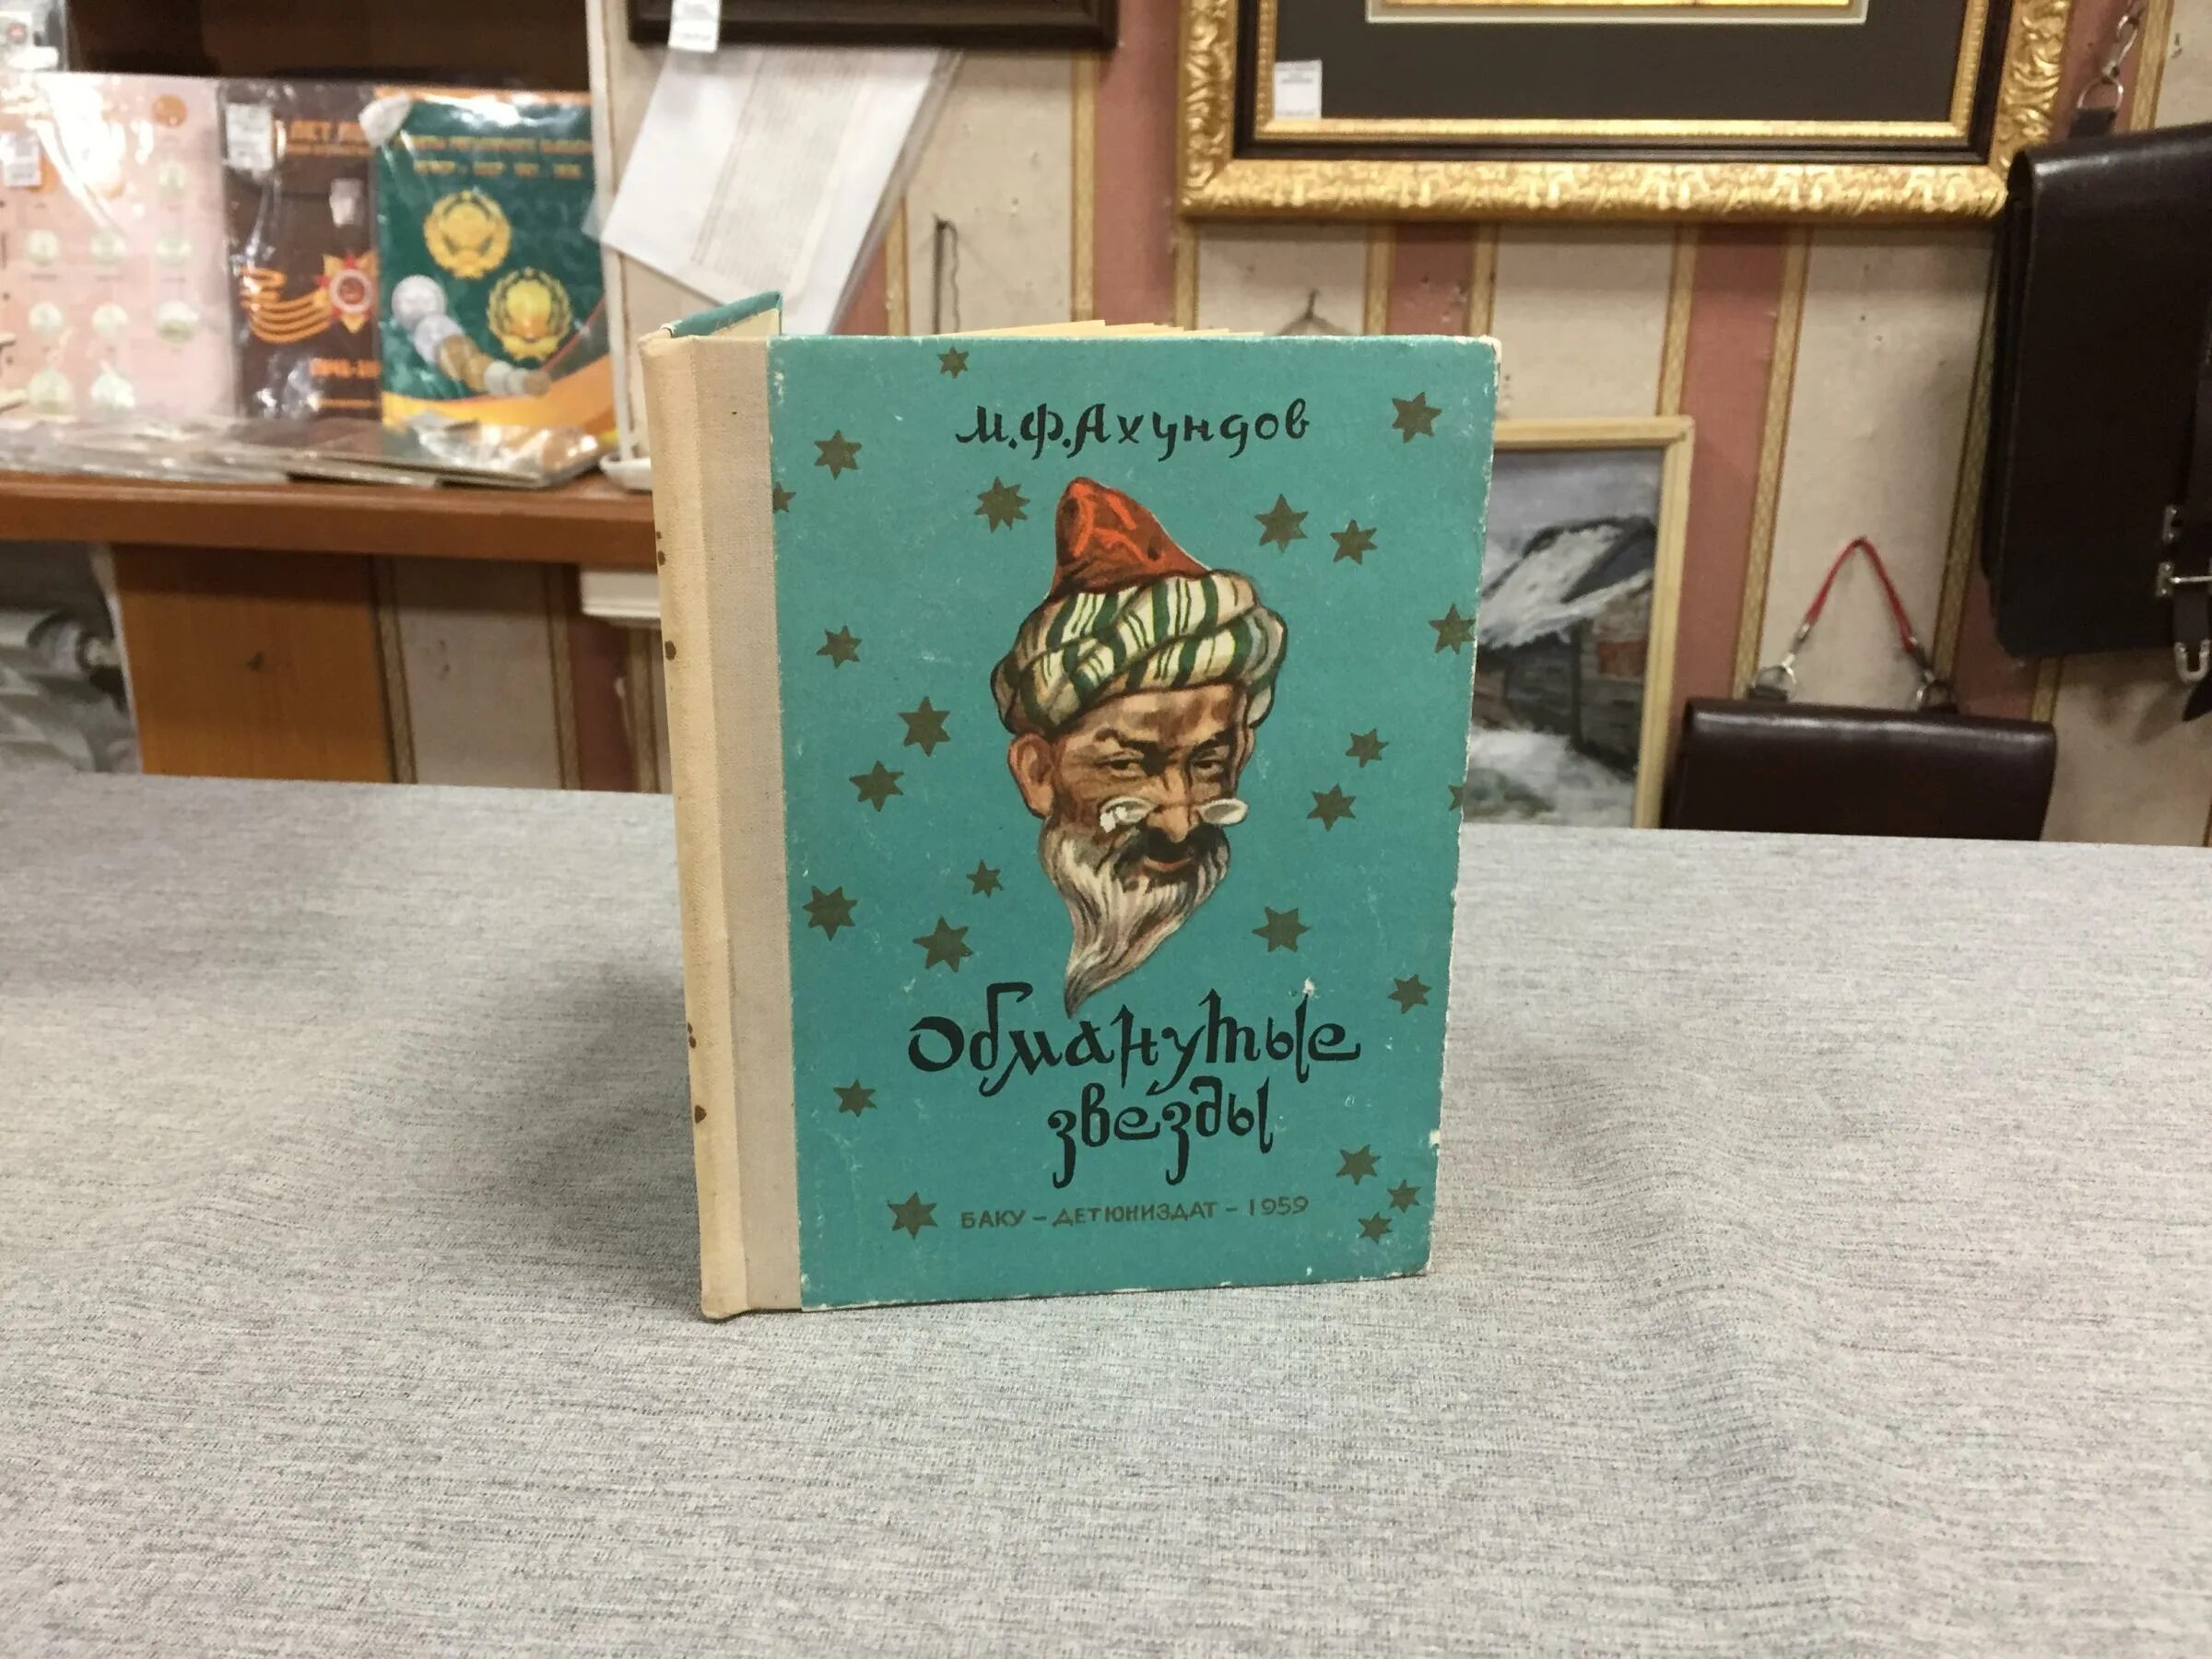 М.Ф.Ахундов
Обманутые
звезды
БАКУ – ДЕТЮНИЗДАТ – 1959